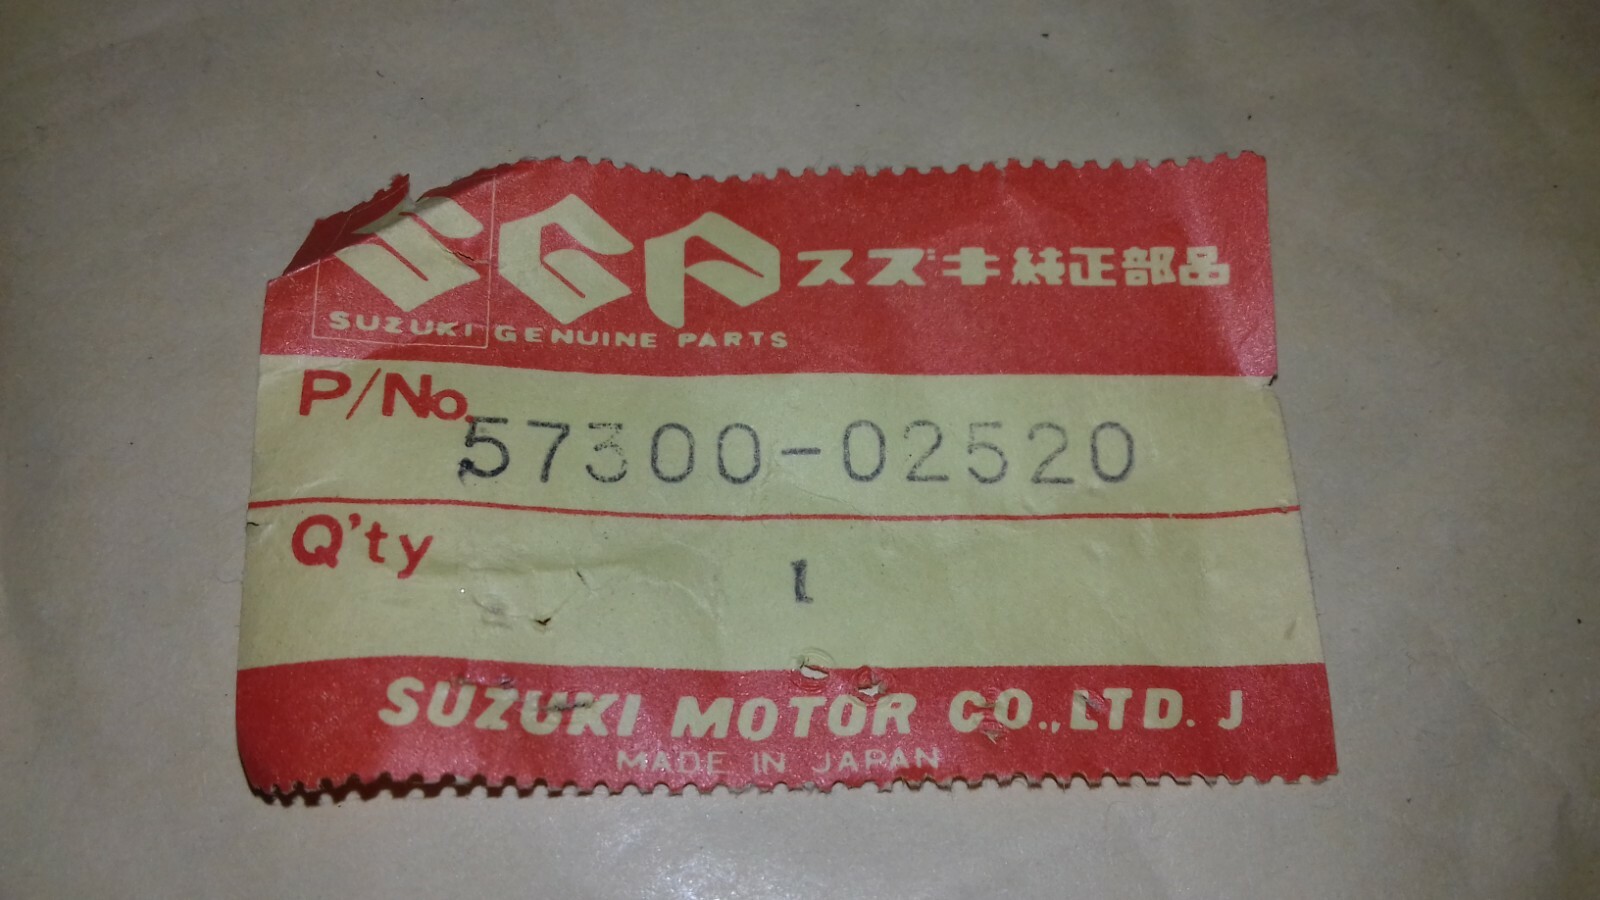 SGP スズキ純正部品
SUZUKI GENUINE PARTS
P/No. 57300-02520
Q'ty 1
SUZUKI MOTOR CO., LTD. J
MADE IN JAPAN